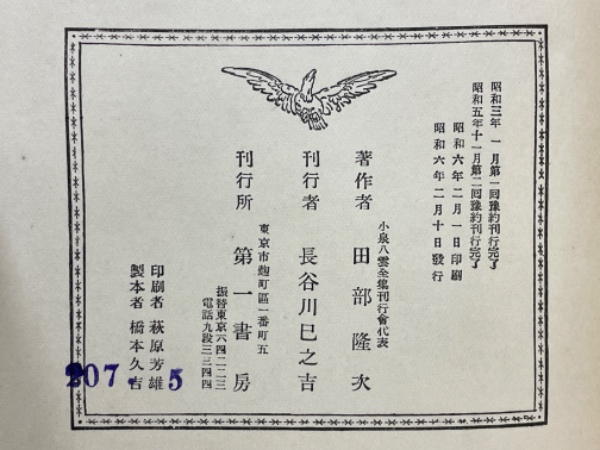 昭和三年一月第一囘豫約刊行完了
昭和五年十一月第二囘豫約刊行完了
昭和六年二月一日印刷
昭和六年二月十日發行
小泉八雲全集刊行會代表
著作者 田部隆次
刊行者 長谷川巳之吉
東京市麴町區一番町五
刊行所 第一書房
振替東京六四二二三
電話九段三二四四
印刷者 萩原芳雄
製本者 橋本久吉
207.5